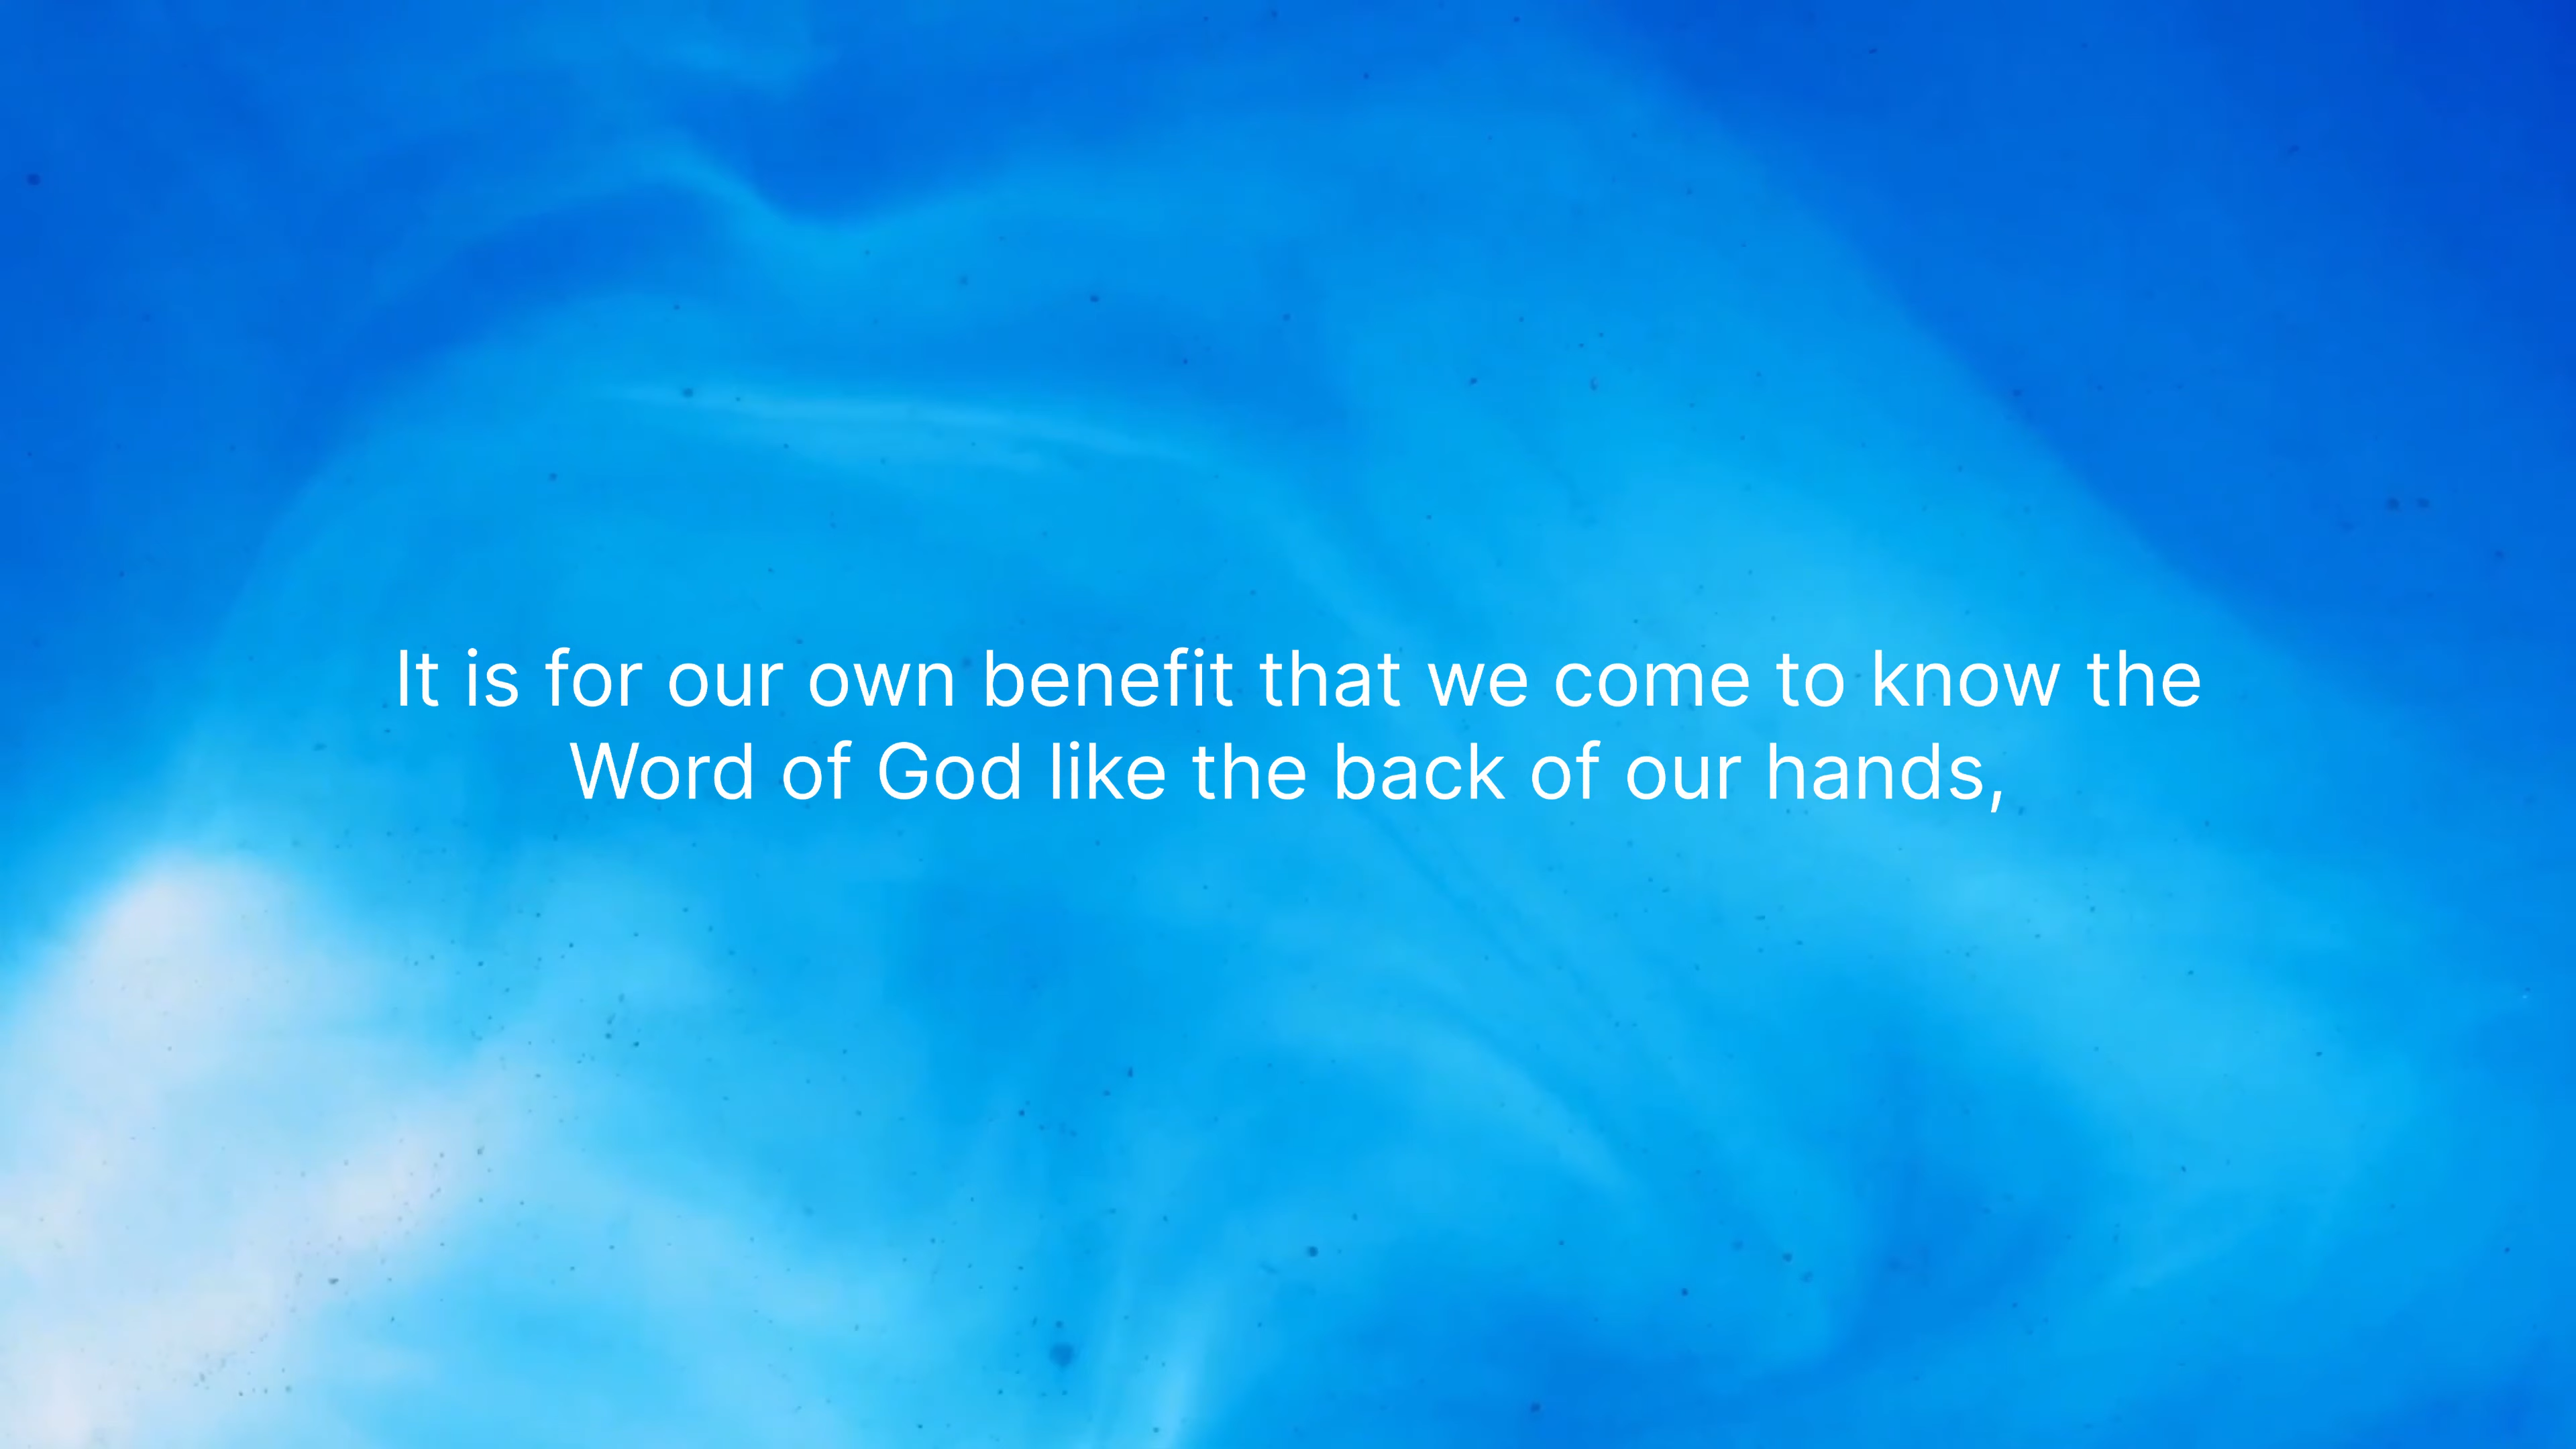 It is for our own benefit that we come to know the
Word of God like the back of our hands,